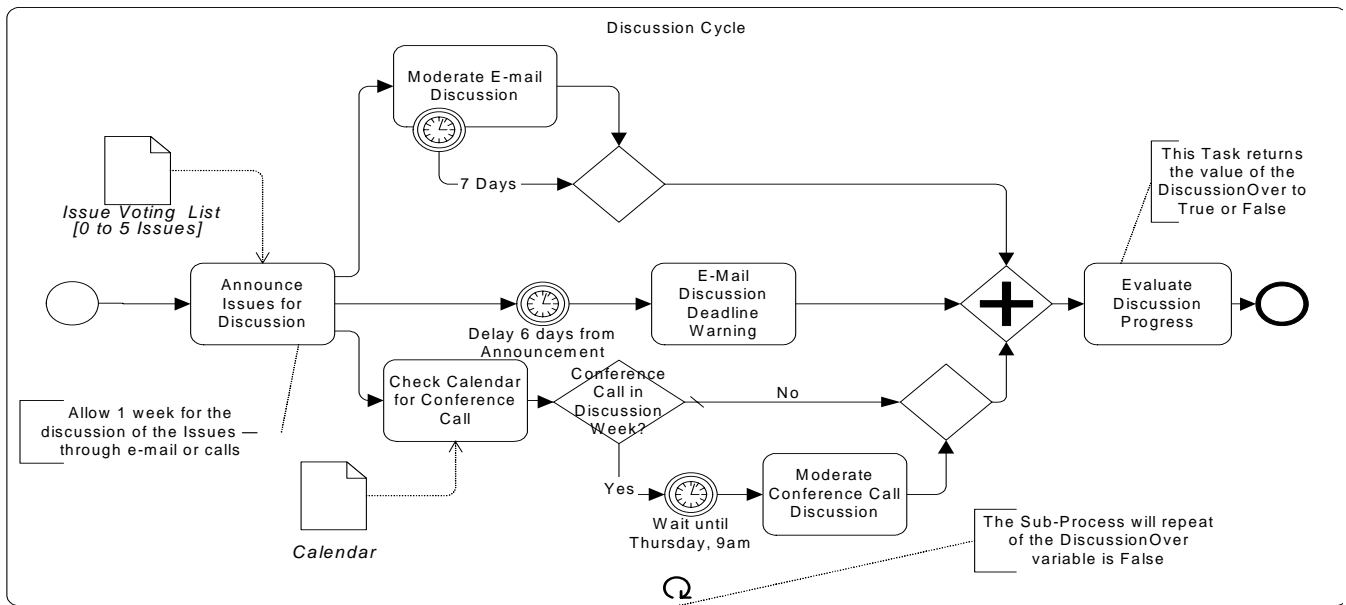 Discussion Cycle
Moderate E-mail
Discussion
7 Days
This Task returns
the value of the
DiscussionOver to
True or False
Issue Voting List
[0 to 5 Issues]
Announce
Issues for
Discussion
Delay 6 days from
Announcement
E-Mail
Discussion
Deadline
Warning
Evaluate
Discussion
Progress
Check Calendar
for Conference
Call
Conference
Call in
Discussion
Week?
No
Allow 1 week for the
discussion of the Issues —
through e-mail or calls
Calendar
Yes
Wait until
Thursday, 9am
Moderate
Conference Call
Discussion
The Sub-Process will repeat
of the DiscussionOver
variable is False